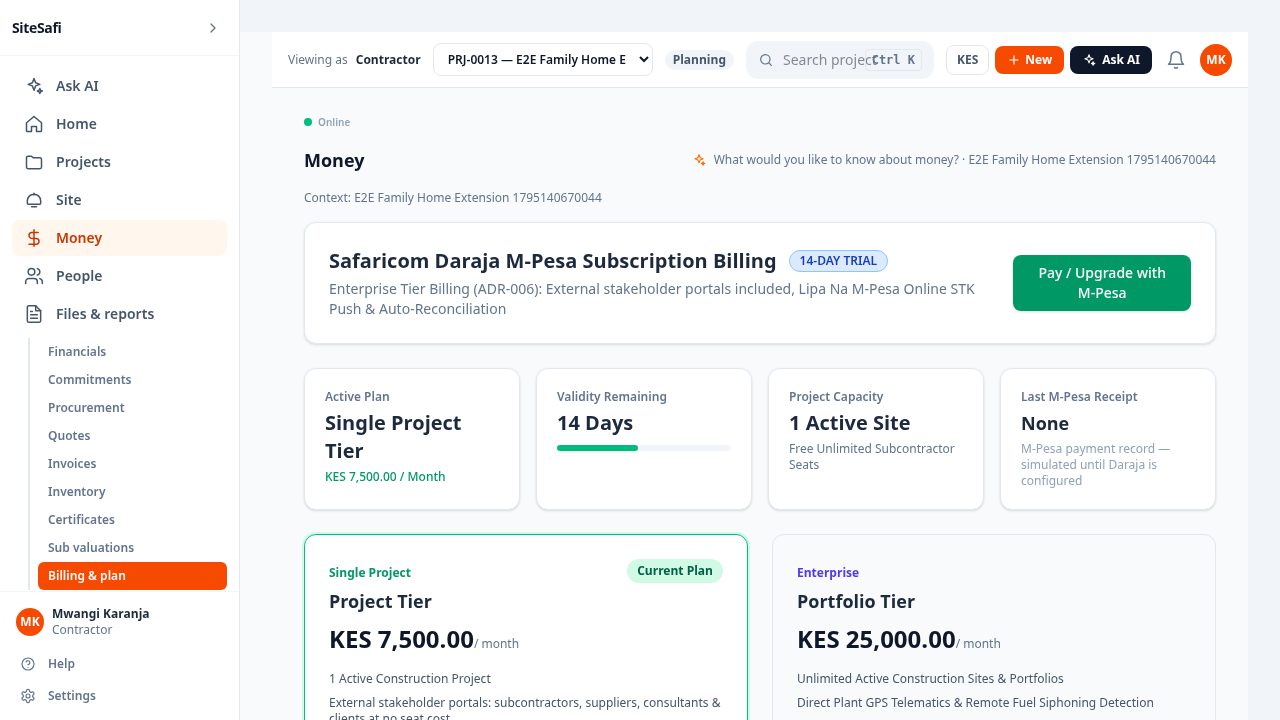 SiteSafi
Ask AI
Home
Projects
Site
Money
People
Files & reports
Financials
Commitments
Procurement
Quotes
Invoices
Inventory
Certificates
Sub valuations
Billing & plan
MK
Mwangi Karanja
Contractor
Help
Settings
Viewing as Contractor
PRJ-0013 — E2E Family Home E
Planning
Search project
Ctrl K
KES
New
Ask AI
MK
Online
Money
What would you like to know about money? · E2E Family Home Extension 1795140670044
Context: E2E Family Home Extension 1795140670044
Safaricom Daraja M-Pesa Subscription Billing
14-DAY TRIAL
Enterprise Tier Billing (ADR-006): External stakeholder portals included, Lipa Na M-Pesa Online STK
Push & Auto-Reconciliation
Pay / Upgrade with
M-Pesa
Active Plan
Single Project
Tier
KES 7,500.00 / Month
Validity Remaining
14 Days
Project Capacity
1 Active Site
Free Unlimited Subcontractor
Seats
Last M-Pesa Receipt
None
M-Pesa payment record —
simulated until Daraja is
configured
Single Project
Current Plan
Project Tier
KES 7,500.00/ month
1 Active Construction Project
External stakeholder portals: subcontractors, suppliers, consultants &
clients at no seat cost
Enterprise
Portfolio Tier
KES 25,000.00/ month
Unlimited Active Construction Sites & Portfolios
Direct Plant GPS Telematics & Remote Fuel Siphoning Detection